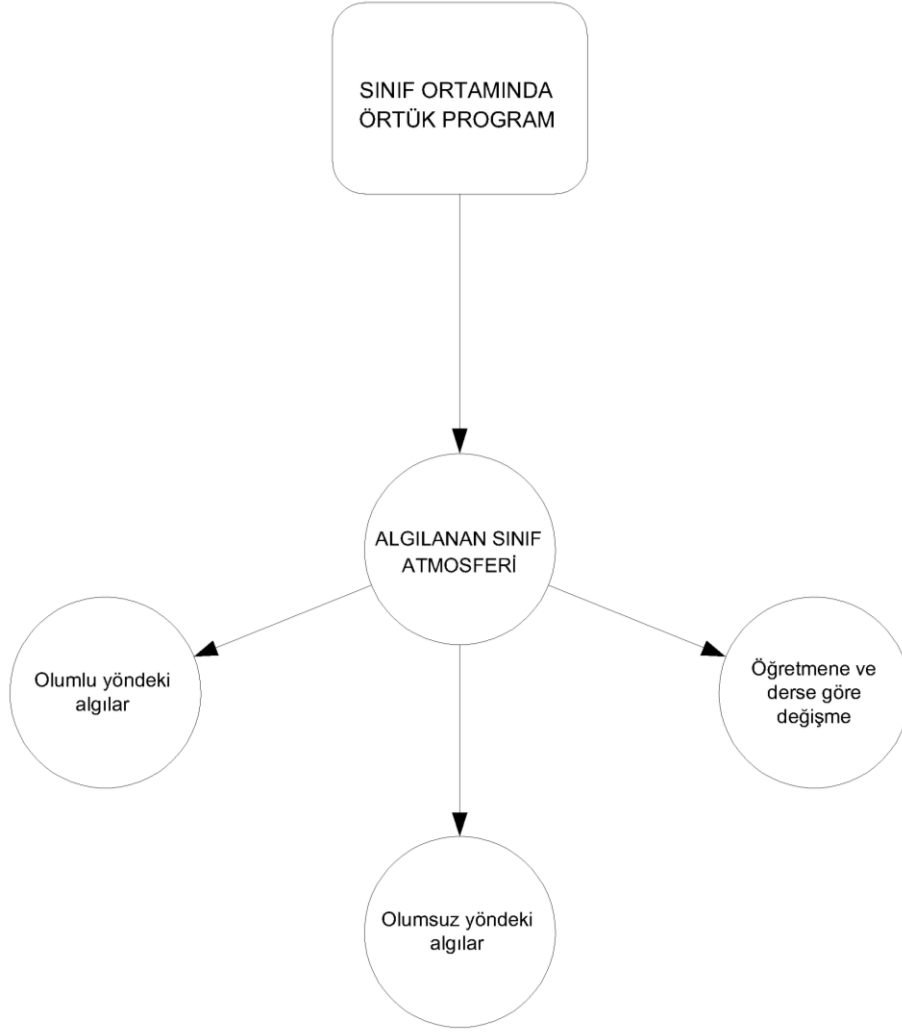 SINIF ORTAMINDA
ÖRTÜK PROGRAM
ALGILANAN SINIF
ATMOSFERİ
Olumlu yöndeki
algılar
Öğretmene ve
derse göre
değişme
Olumsuz yöndeki
algılar